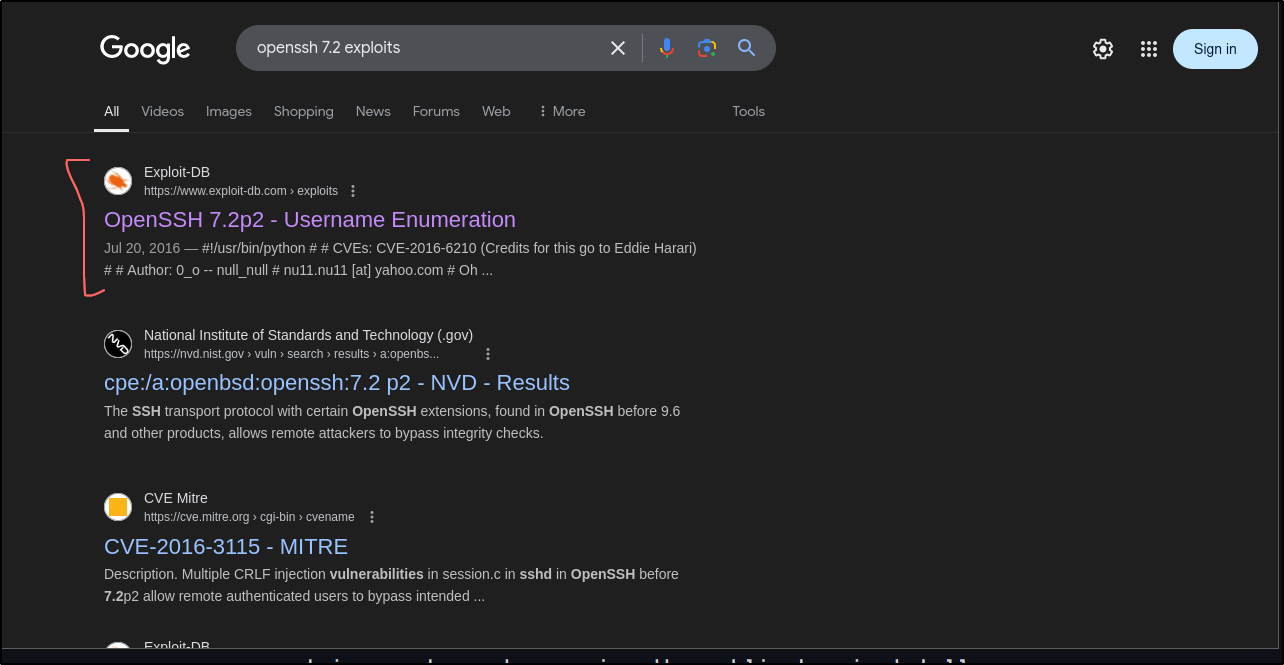 Google
openssh 7.2 exploits
Sign in
All Videos Images Shopping News Forums Web More Tools
Exploit-DB
https://www.exploit-db.com › exploits
OpenSSH 7.2p2 - Username Enumeration
Jul 20, 2016 — #!/usr/bin/python # # CVEs: CVE-2016-6210 (Credits for this go to Eddie Harari)
# # Author: 0_o -- null_null # nu11.nu11 [at] yahoo.com # Oh ...
National Institute of Standards and Technology (.gov)
https://nvd.nist.gov › vuln › search › results › a:openbs...
cpe:/a:openbsd:openssh:7.2 p2 - NVD - Results
The SSH transport protocol with certain OpenSSH extensions, found in OpenSSH before 9.6
and other products, allows remote attackers to bypass integrity checks.
CVE Mitre
https://cve.mitre.org › cgi-bin › cvename
CVE-2016-3115 - MITRE
Description. Multiple CRLF injection vulnerabilities in session.c in sshd in OpenSSH before
7.2p2 allow remote authenticated users to bypass intended ...
Exploit-DB